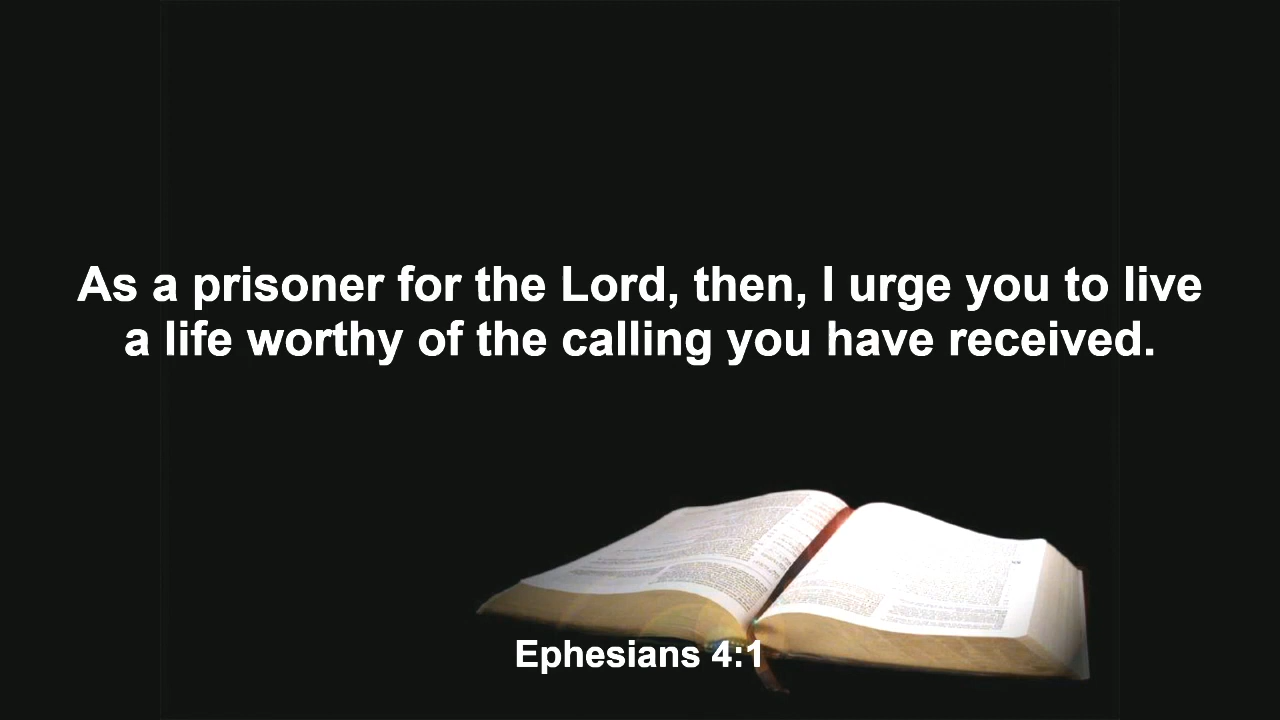 As a prisoner for the Lord, then, I urge you to live
a life worthy of the calling you have received.
Ephesians 4:1